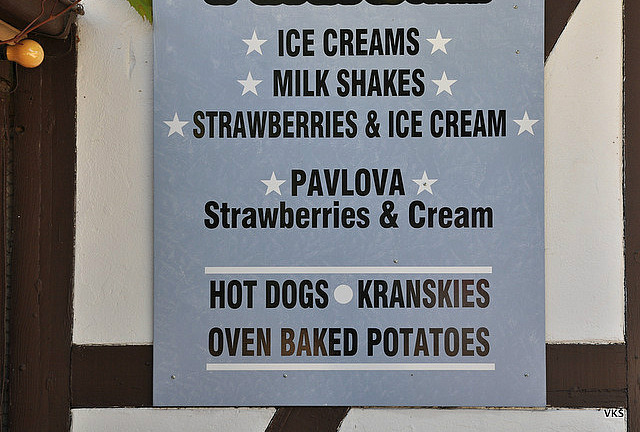 ICE CREAMS
MILK SHAKES
STRAWBERRIES & ICE CREAM
PAVLOVA
Strawberries & Cream
HOT DOGS KRANSKIES
OVEN BAKED POTATOES
VKS